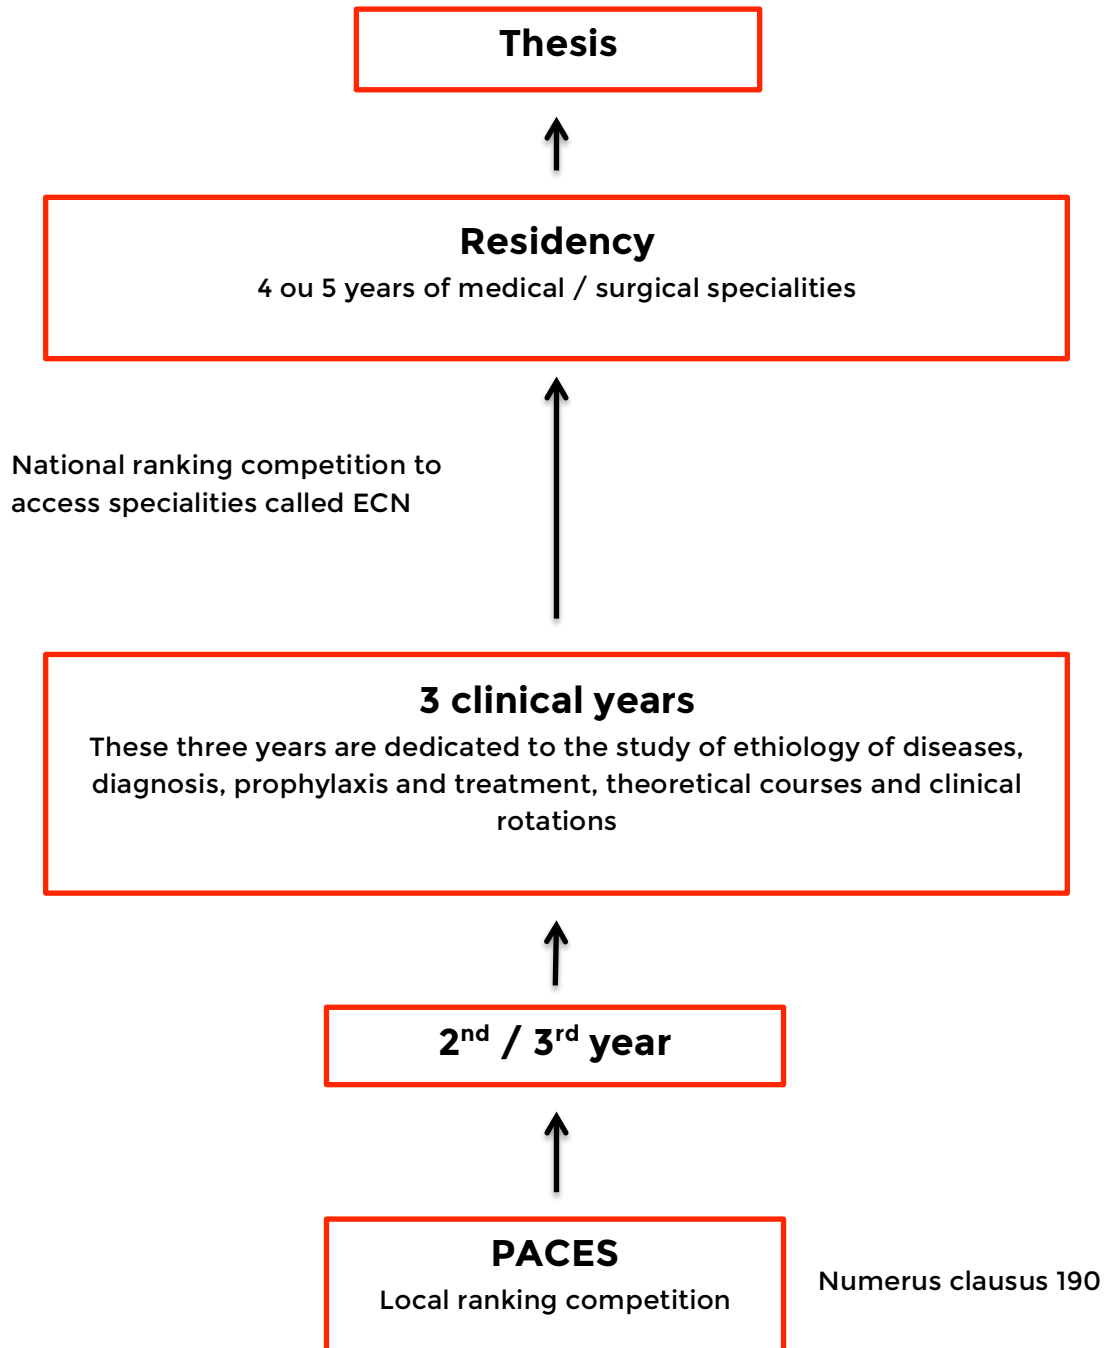 Thesis
Residency
4 ou 5 years of medical / surgical specialities
National ranking competition to
access specialities called ECN
3 clinical years
These three years are dedicated to the study of ethiology of diseases,
diagnosis, prophylaxis and treatment, theoretical courses and clinical
rotations
2nd / 3rd year
PACES
Local ranking competition
Numerus clausus 190